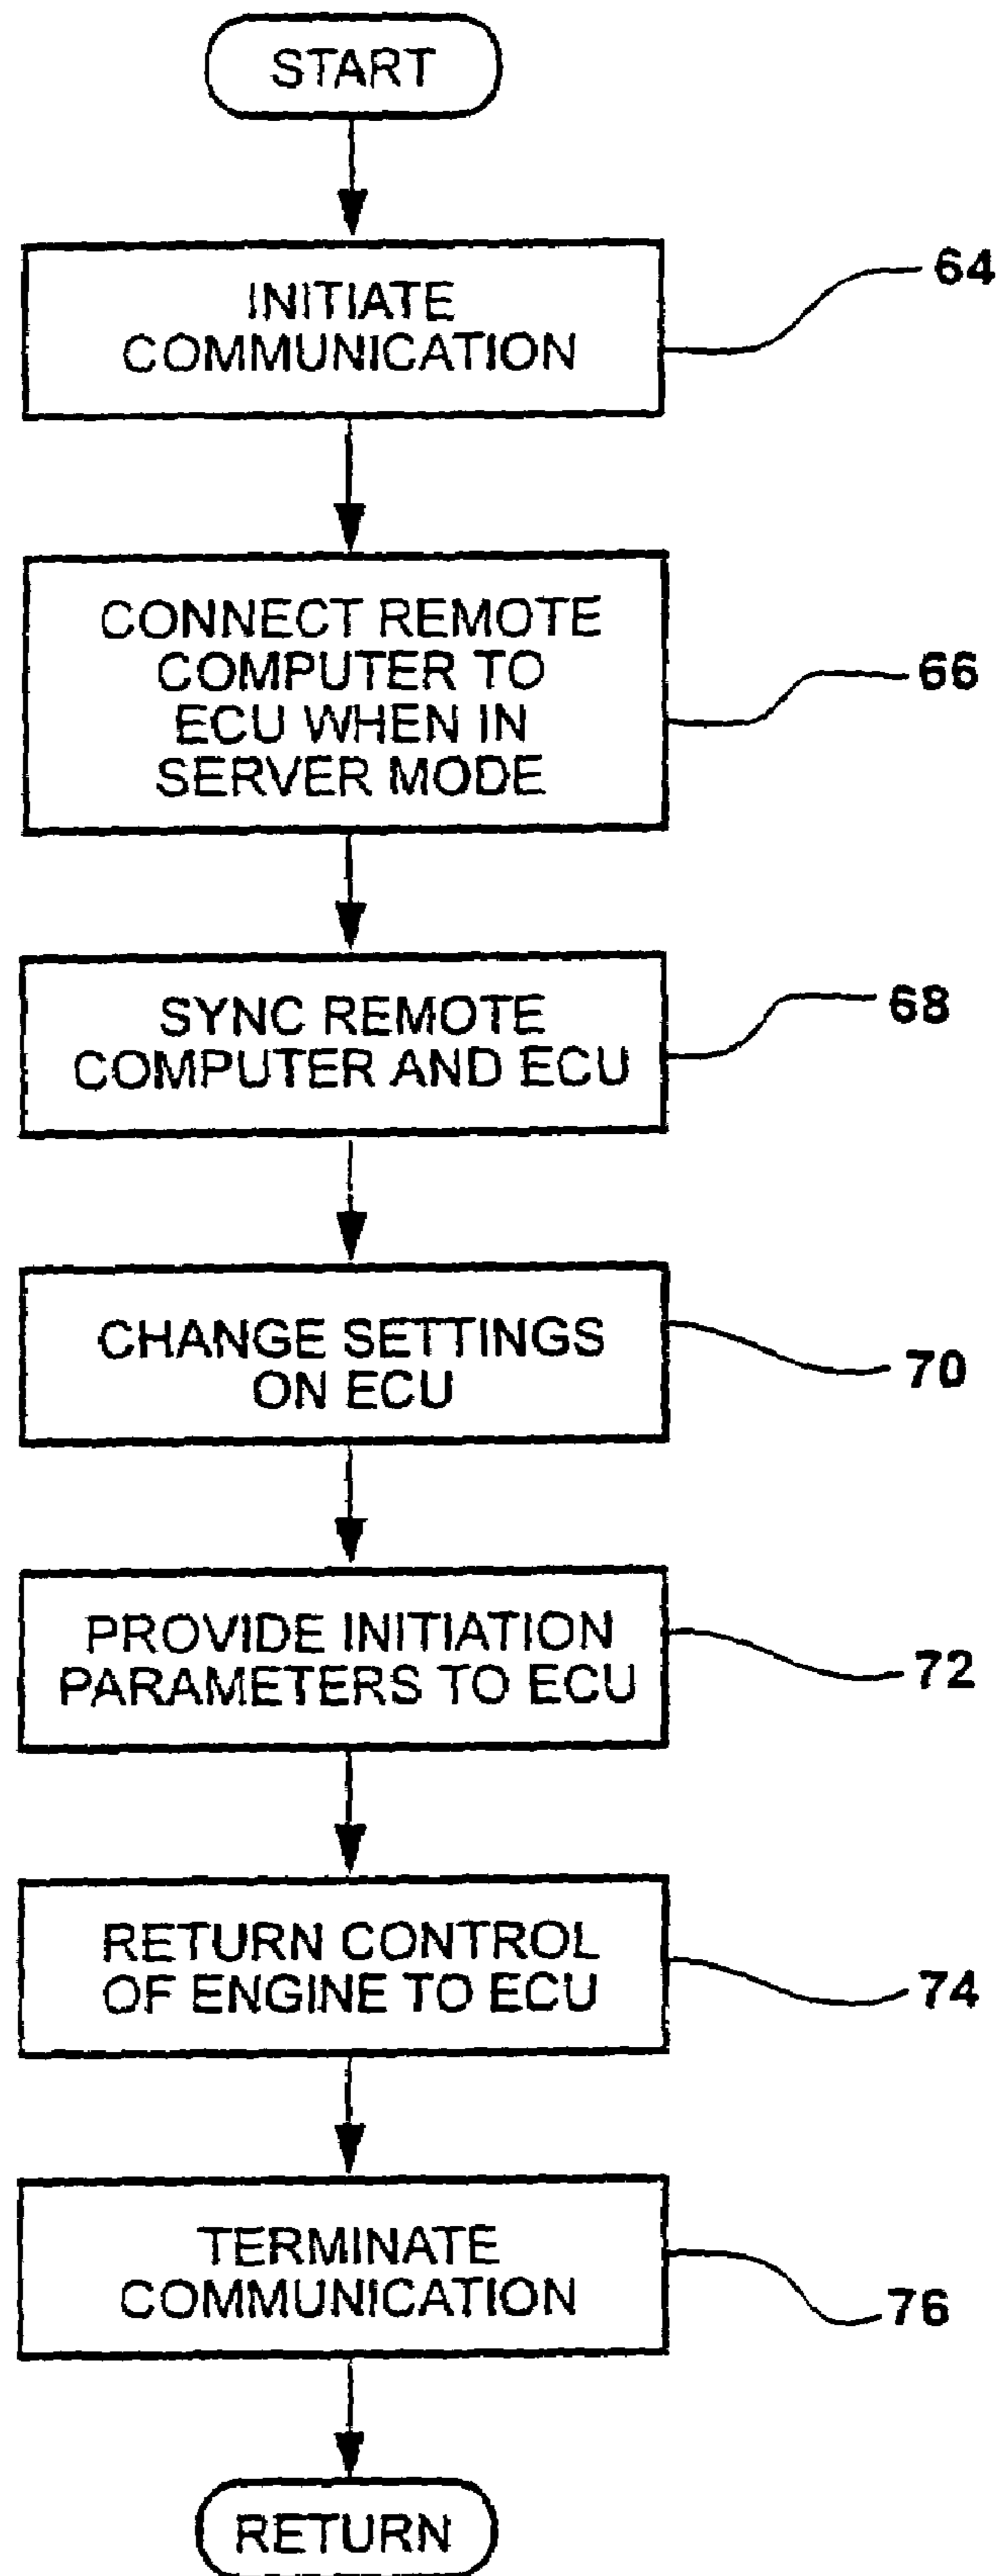 START
INITIATE
COMMUNICATION
64
CONNECT REMOTE
COMPUTER TO
ECU WHEN IN
SERVER MODE
66
SYNC REMOTE
COMPUTER AND ECU
68
CHANGE SETTINGS
ON ECU
70
PROVIDE INITIATION
PARAMETERS TO ECU
72
RETURN CONTROL
OF ENGINE TO ECU
74
TERMINATE
COMMUNICATION
76
RETURN